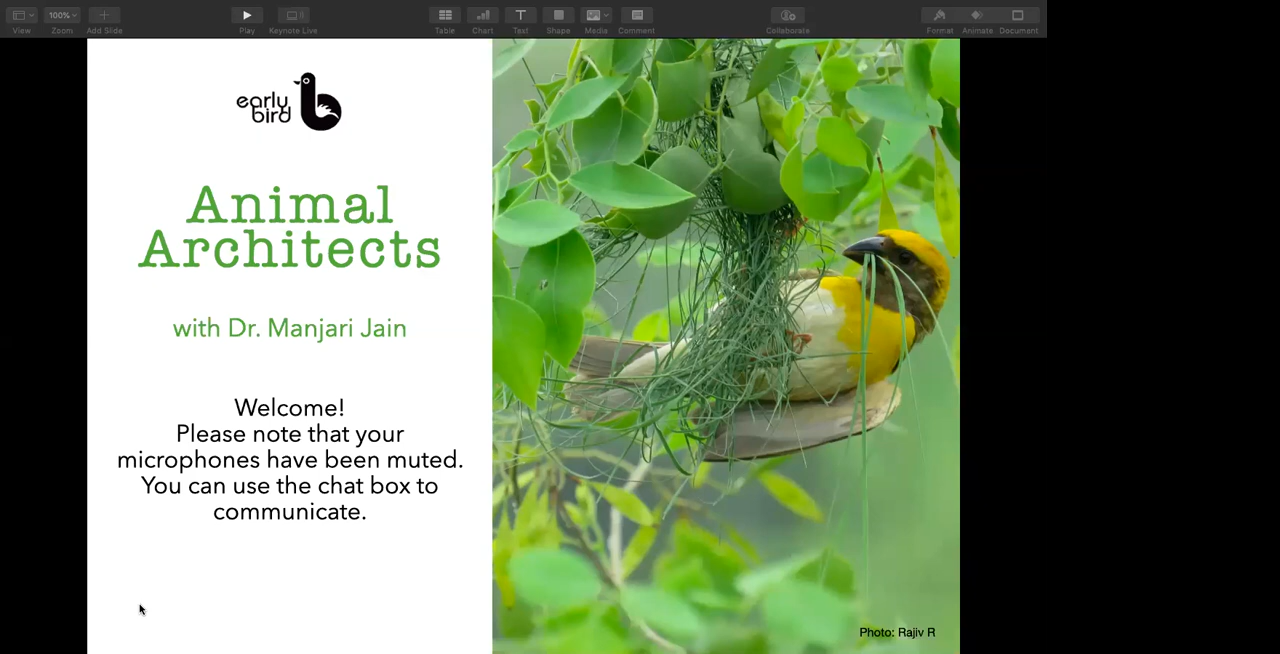 View
100%
Zoom
Add Slide
Play
Keynote Live
Table
Chart
Text
Shape
Media
Comment
Collaborate
Format
Animate
Document
early
bird
Animal
Architects
with Dr. Manjari Jain
Welcome!
Please note that your
microphones have been muted.
You can use the chat box to
communicate.
Photo: Rajiv R